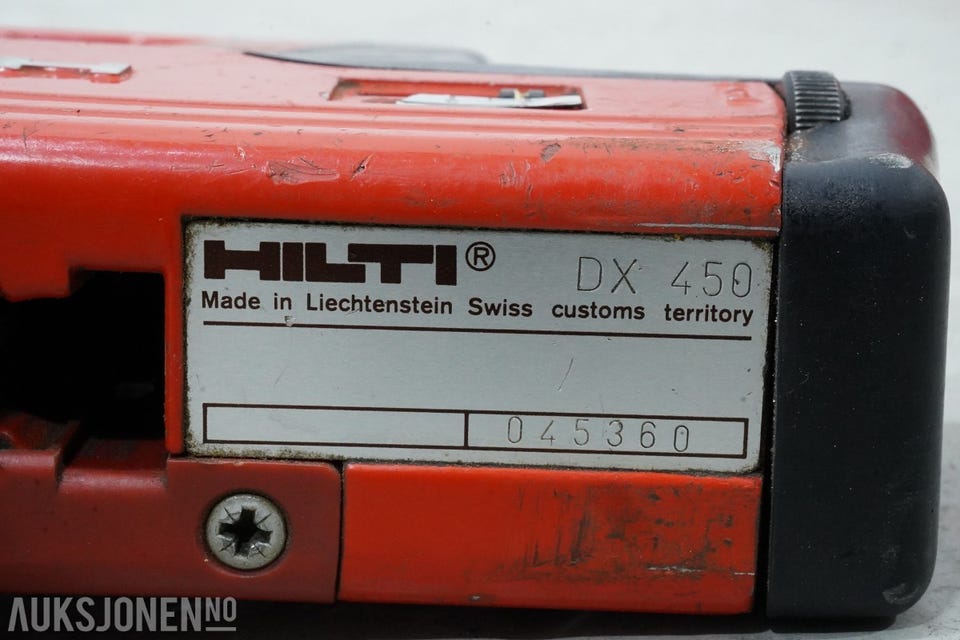 HILTI® DX 450
Made in Liechtenstein Swiss customs territory
045360
AUKSJONEN.NO